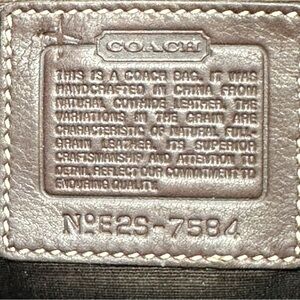 COACH
THIS IS A COACH BAG. IT WAS
HANDCRAFTED IN CHINA FROM
NATURAL COWHIDE LEATHER. THE
VARIATIONS IN THE GRAIN ARE
CHARACTERISTIC OF NATURAL FULL-
GRAIN LEATHER. ITS SUPERIOR
CRAFTSMANSHIP AND ATTENTION TO
DETAIL REFLECT OUR COMMITMENT TO
ENDURING QUALITY.
Nº E2S-7584